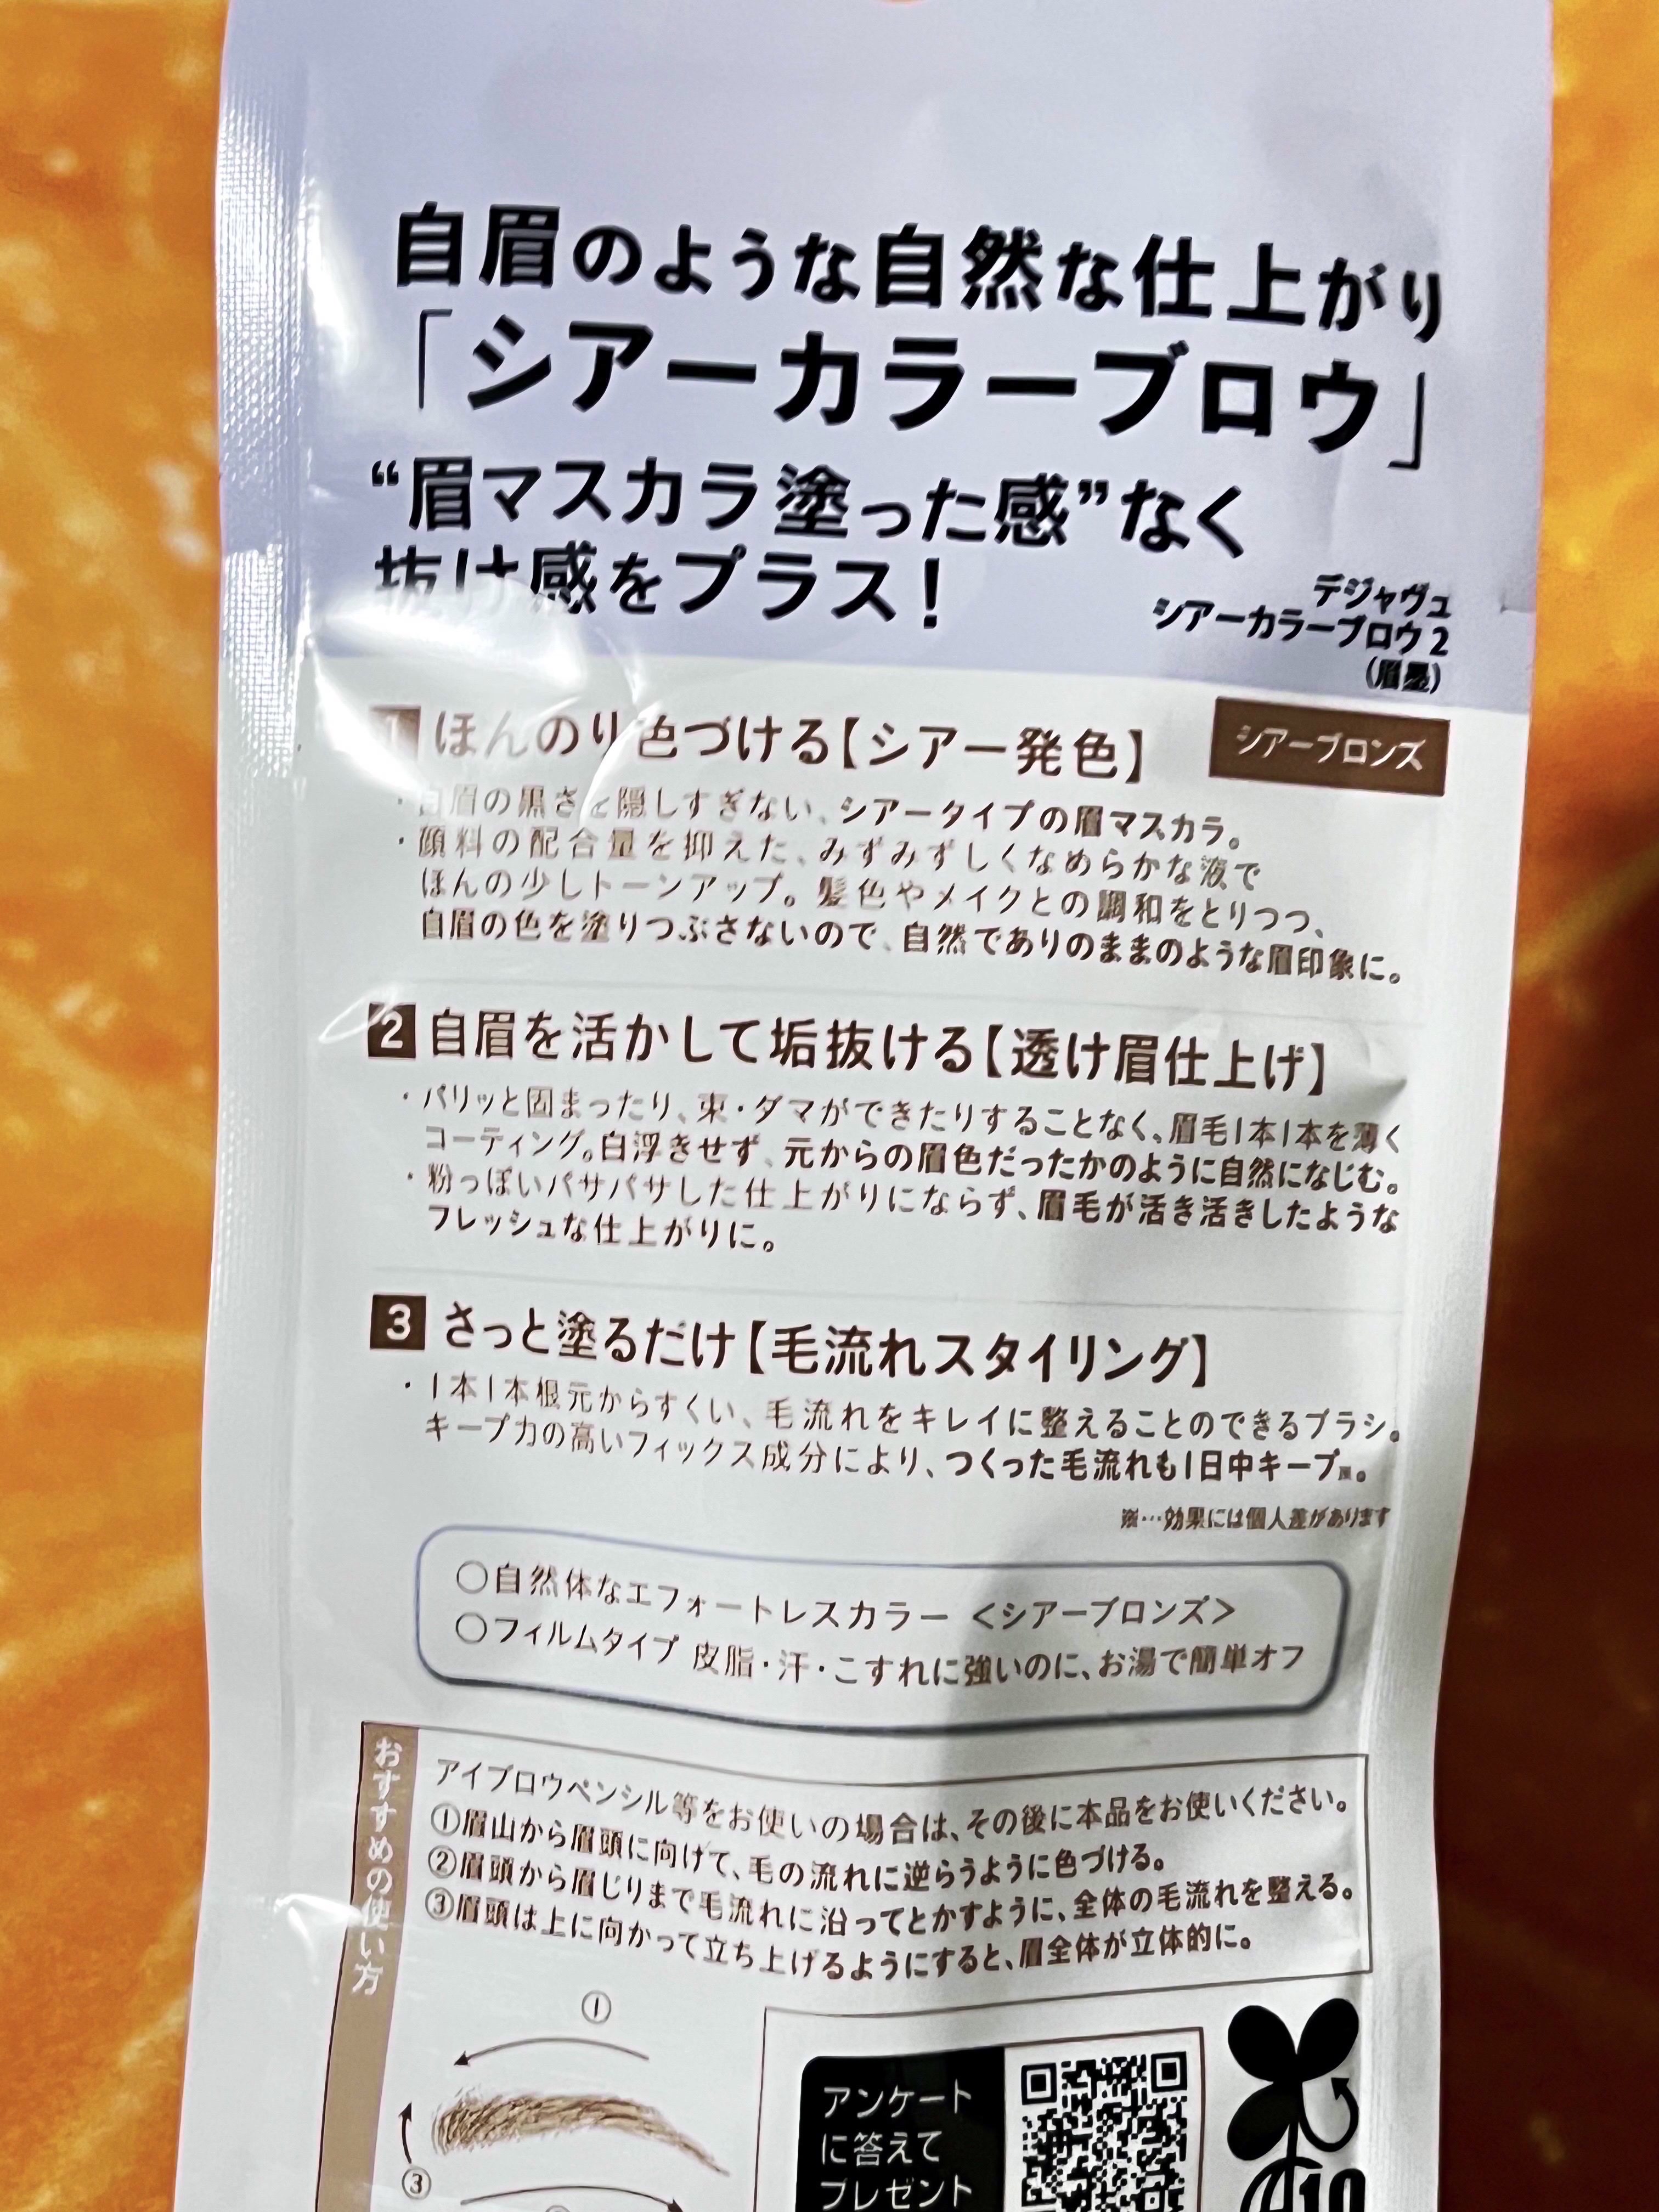 自眉のような自然な仕上がり
「シアーカラーブロウ」
“眉マスカラ塗った感”なく
抜け感をプラス!
デジャヴュ
シアーカラーブロウ2
(眉墨)
1 ほんのり色づける【シアー発色】
シアーブロンズ
・自眉の黒さを隠しすぎない、シアータイプの眉マスカラ。
・顔料の配合量を抑えた、みずみずしくなめらかな液で
ほんの少しトーンアップ。髪色やメイクとの調和をとりつつ、
自眉の色を塗りつぶさないので、自然でありのままのような眉印象に。
2 自眉を活かして垢抜ける【透け眉仕上げ】
・パリッと固まったり、束・ダマができたりすることなく、眉毛1本1本を薄く
コーティング。白浮きせず、元からの眉色だったかのように自然になじむ。
・粉っぽいパサパサした仕上がりにならず、眉毛が活き活きしたような
フレッシュな仕上がりに。
3 さっと塗るだけ【毛流れスタイリング】
・1本1本根元からすくい、毛流れをキレイに整えることのできるブラシ。
キープ力の高いフィックス成分により、つくった毛流れも1日中キープ※。
※…効果には個人差があります
○自然体なエフォートレスカラー <シアーブロンズ>
○フィルムタイプ 皮脂・汗・こすれに強いのに、お湯で簡単オフ
おすすめの使い方
アイブロウペンシル等をお使いの場合は、その後に本品をお使いください。
①眉山から眉頭に向けて、毛の流れに逆らうように色づける。
②眉頭から眉じりまで毛流れに沿ってとかすように、全体の毛流れを整える。
③眉頭は上に向かって立ち上げるようにすると、眉全体が立体的に。
①
③
アンケート
に答えて
プレゼント